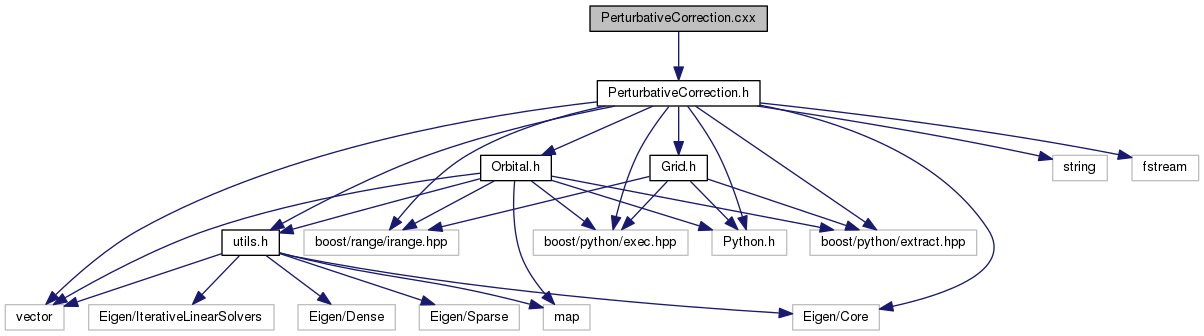 PerturbativeCorrection.cxx
PerturbativeCorrection.h
Orbital.h
Grid.h
string
fstream
utils.h
boost/range/irange.hpp
boost/python/exec.hpp
Python.h
boost/python/extract.hpp
vector
Eigen/IterativeLinearSolvers
Eigen/Dense
Eigen/Sparse
map
Eigen/Core